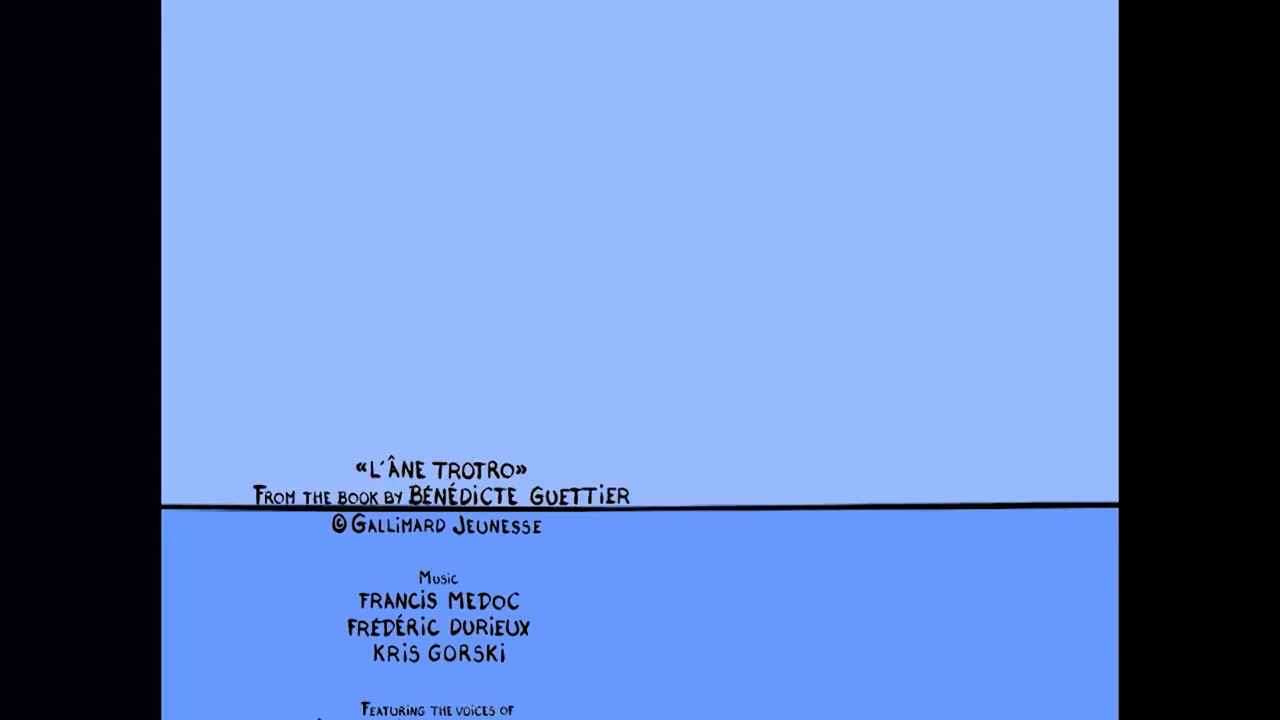 «L'ÂNE TROTRO»
FROM THE BOOK BY BÉNÉDICTE GUETTIER
© GALLIMARD JEUNESSE
MUSIC
FRANCIS MEDOC
FRÉDÉRIC DURIEUX
KRIS GORSKI
FEATURING THE VOICES OF